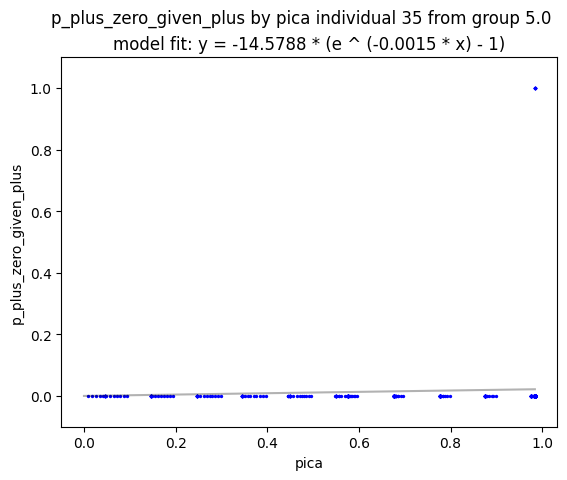 p_plus_zero_given_plus by pica individual 35 from group 5.0
model fit: y = -14.5788 * (e ^ (-0.0015 * x) - 1)
1.0
0.8
0.6
0.4
0.2
0.0
p_plus_zero_given_plus
0.0 0.2 0.4 0.6 0.8 1.0
pica